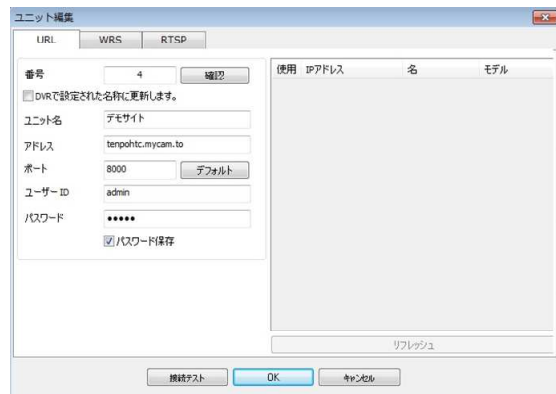 ユニット編集
URL WRS RTSP
番号 4 確認
DVRで設定された名称に更新します。
ユニット名 デモサイト
アドレス tenpohtc.mycam.to
ポート 8000 デフォルト
ユーザー ID admin
パスワード •••••
パスワード保存
使用 IPアドレス 名 モデル
リフレッシュ
接続テスト OK キャンセル